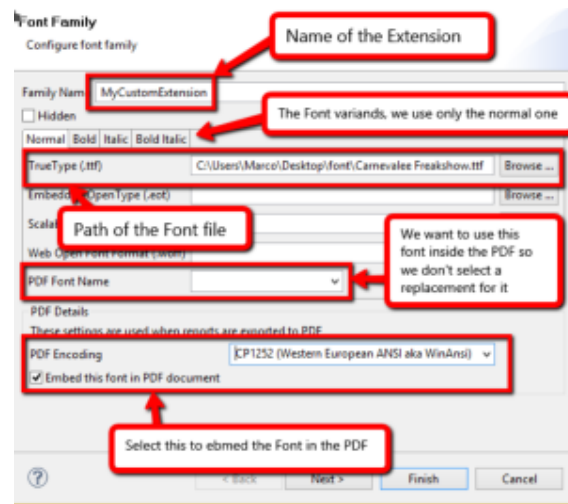 Font Family
Configure font family
Name of the Extension
Family Name MyCustomExtension
Hidden
The Font variands, we use only the normal one
Normal Bold Italic Bold Italic
TrueType (.ttf) C:\Users\Marco\Desktop\font\Carnevalee Freakshow.ttf Browse ...
Embedded OpenType (.eot) Browse ...
Path of the Font file
We want to use this
font inside the PDF so
we don't select a
replacement for it
Web Open Font Format (.woff)
PDF Font Name
PDF Details
These settings are used when reports are exported to PDF
PDF Encoding CP1252 (Western European ANSI aka WinAnsi)
Embed this font in PDF document
Select this to ebmed the Font in the PDF
< Back Next > Finish Cancel